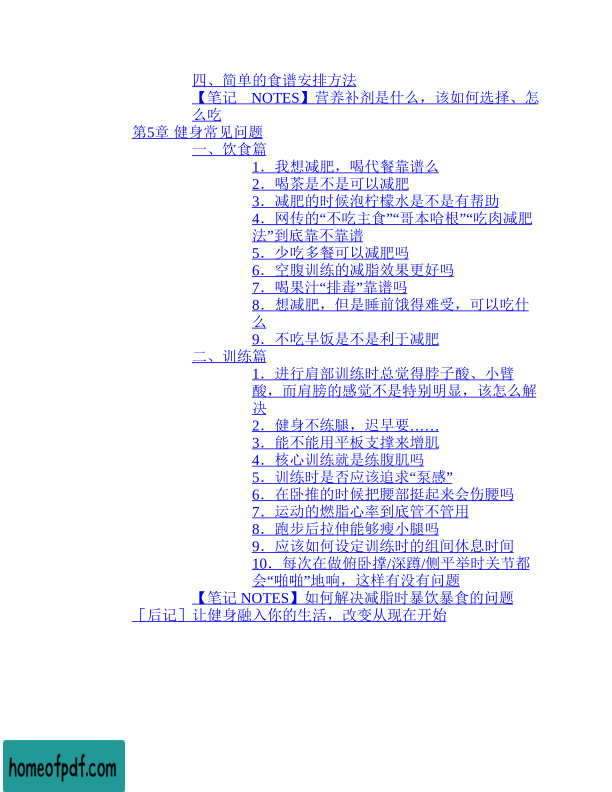 四、简单的食谱安排方法
【笔记　NOTES】营养补剂是什么，该如何选择、怎
么吃
第5章 健身常见问题
一、饮食篇
1．我想减肥，喝代餐靠谱么
2．喝茶是不是可以减肥
3．减肥的时候泡柠檬水是不是有帮助
4．网传的“不吃主食”“哥本哈根”“吃肉减肥
法”到底靠不靠谱
5．少吃多餐可以减肥吗
6．空腹训练的减脂效果更好吗
7．喝果汁“排毒”靠谱吗
8．想减肥，但是睡前饿得难受，可以吃什
么
9．不吃早饭是不是利于减肥
二、训练篇
1．进行肩部训练时总觉得脖子酸、小臂
酸，而肩膀的感觉不是特别明显，该怎么解
决
2．健身不练腿，迟早要……
3．能不能用平板支撑来增肌
4．核心训练就是练腹肌吗
5．训练时是否应该追求“泵感”
6．在卧推的时候把腰部挺起来会伤腰吗
7．运动的燃脂心率到底管不管用
8．跑步后拉伸能够瘦小腿吗
9．应该如何设定训练时的组间休息时间
10．每次在做俯卧撑/深蹲/侧平举时关节都
会“啪啪”地响，这样有没有问题
【笔记 NOTES】如何解决减脂时暴饮暴食的问题
［后记］让健身融入你的生活，改变从现在开始
homeofpdf.com